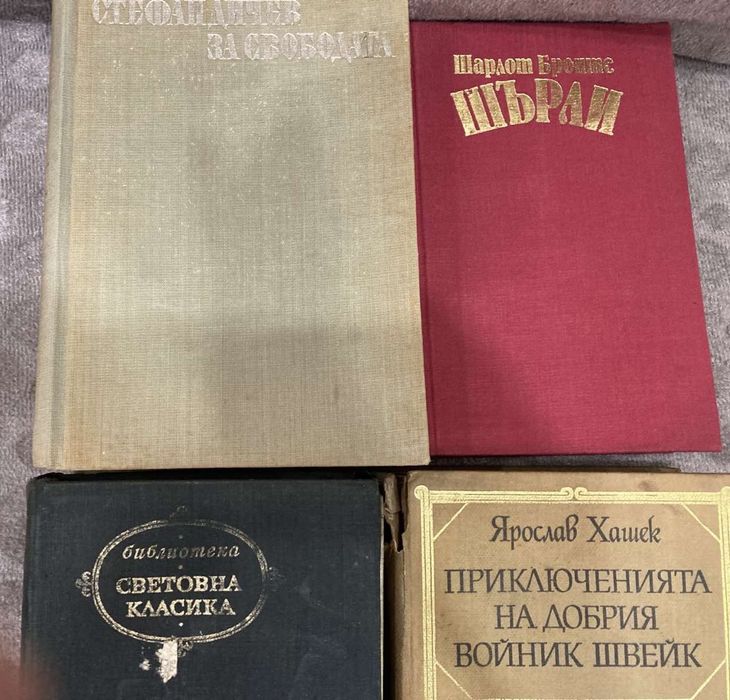 СТЕФАН ДИЧЕВ
ЗА СВОБОДАТА
Шарлот Бронте
ШЪРЛИ
библиотека
СВЕТОВНА
КЛАСИКА
Ярослав Хашек
ПРИКЛЮЧЕНИЯТА
НА ДОБРИЯ
ВОЙНИК ШВЕЙК